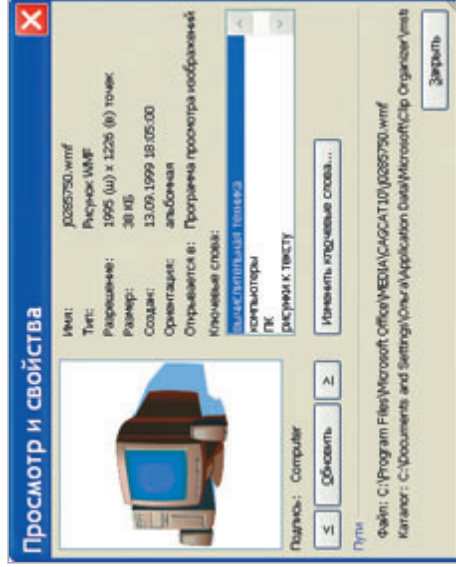 Просмотр и свойства
Имя: j0285750.wmf
Тип: Рисунок WMF
Разрешение: 1995 (ш) x 1226 (в) точек
Размер: 38 КБ
Создан: 13.09.1999 18:05:00
Ориентация: альбомная
Открывается в: Программа просмотра изображений
Ключевые слова:
вычислительная техника
компьютеры
ПК
рисунки к тексту
Подпись: Computer
≤ Обновить ≥ Изменить ключевые слова...
Пути
Файл: C:\Program Files\Microsoft Office\MEDIA\CAGCAT10\j0285750.wmf
Каталог: C:\Documents and Settings\Ольга\Application Data\Microsoft\Clip Organizer\mstr
Закрыть